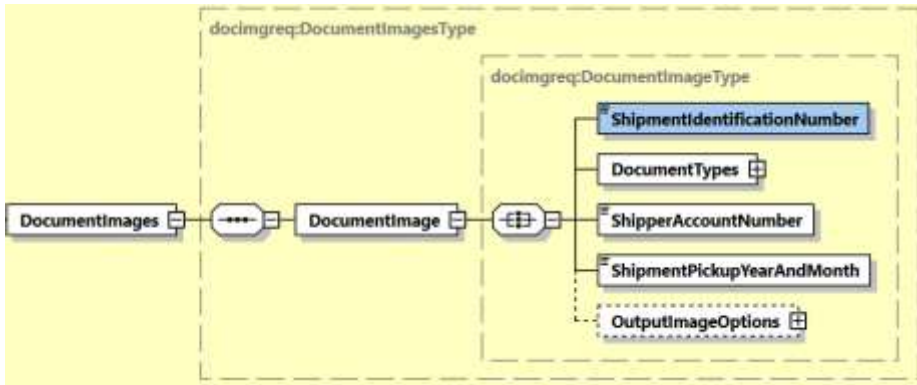 docimgreq:DocumentImagesType
docimgreq:DocumentImageType
ShipmentIdentificationNumber
DocumentTypes
DocumentImages
DocumentImage
ShipperAccountNumber
ShipmentPickupYearAndMonth
OutputImageOptions